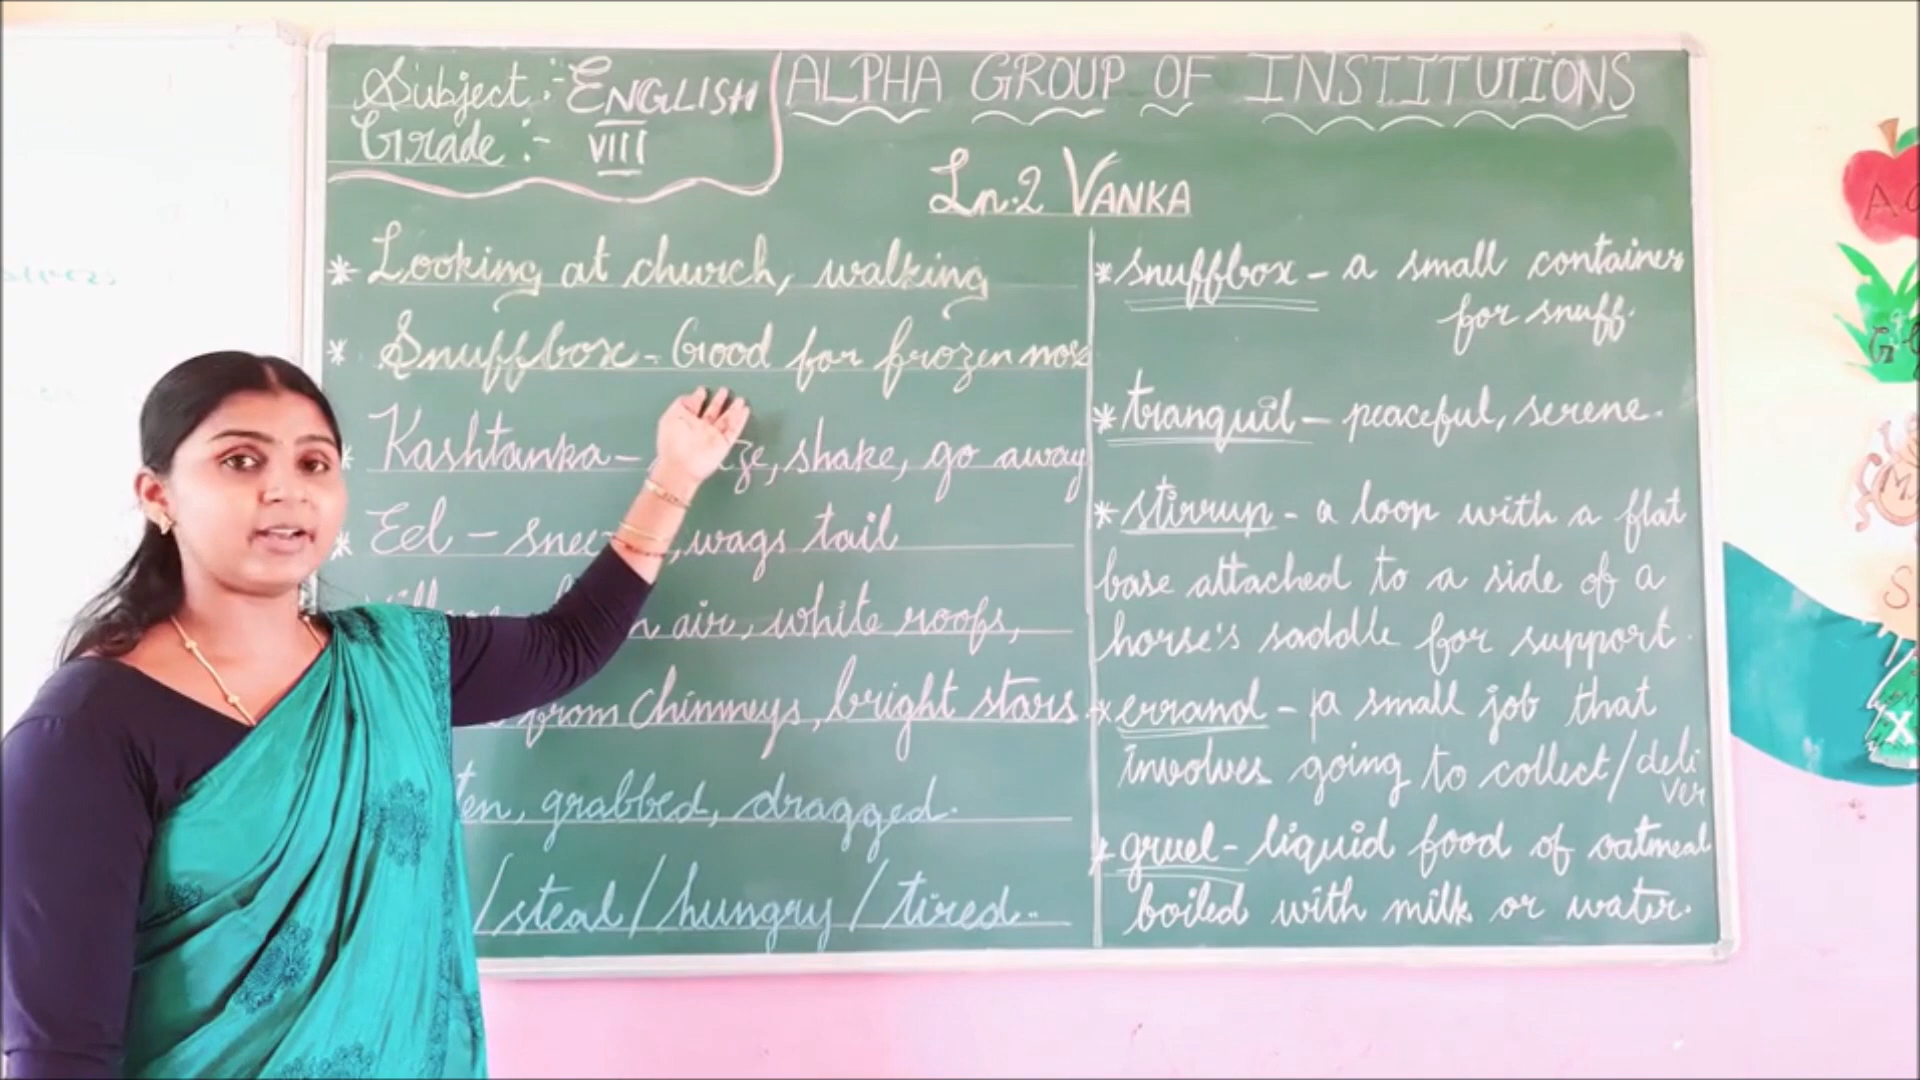 Subject :- ENGLISH
Grade :- VIII
ALPHA GROUP OF INSTITUTIONS
Ln.2 VANKA
* Looking at church, walking
* Snuffbox - Good for frozen nose
* Kashtanka - shake, go away
* Eel - wags tail
air, white roofs,
from chimneys, bright stars.
grabbed, dragged.
/ steal / hungry / tired..
* snuffbox - a small container
for snuff.
* tranquil - peaceful, serene.
* stirrup - a loop with a flat
base attached to a side of a
horse's saddle for support.
* errand - a small job that
involves going to collect/deli
ver
* gruel - liquid food of oatmeal
boiled with milk or water.
A
M
S
X